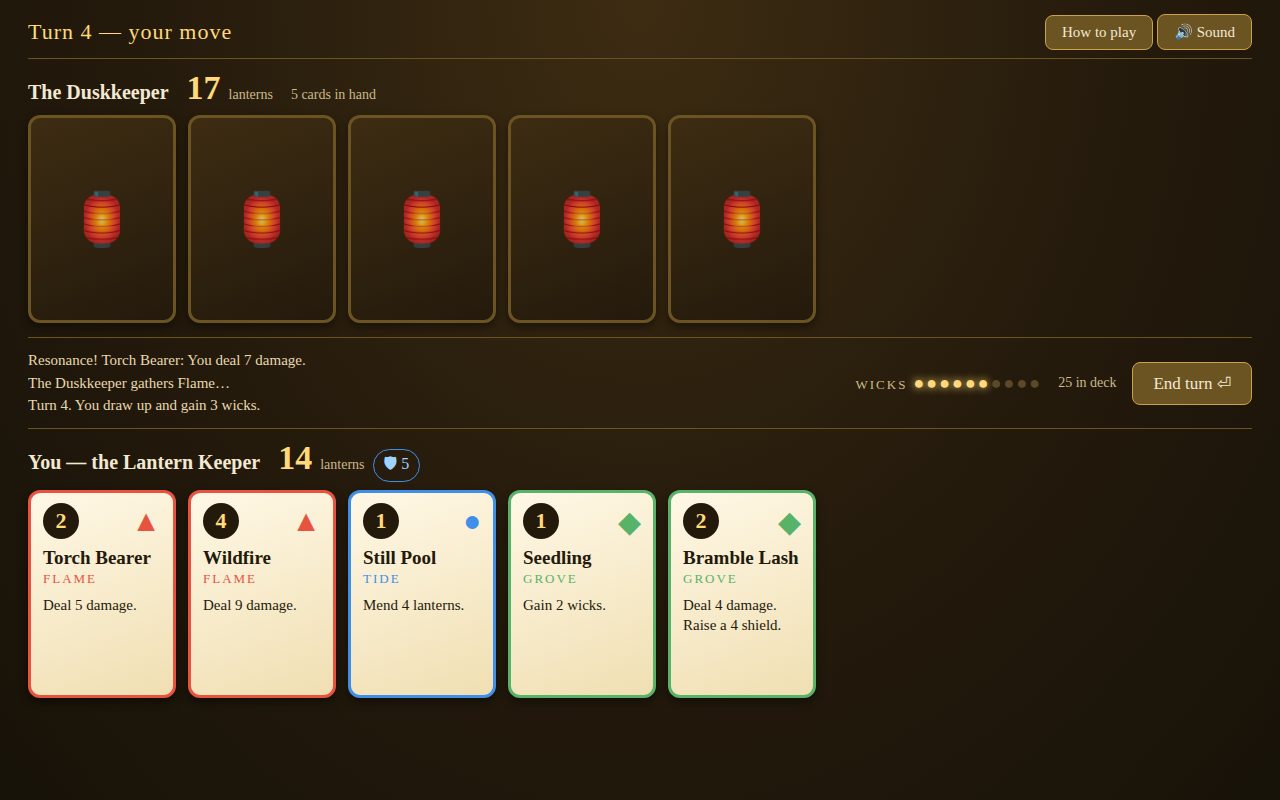 Turn 4 — your move
How to play
🔊 Sound
The Duskkeeper 17 lanterns 5 cards in hand
Resonance! Torch Bearer: You deal 7 damage.
The Duskkeeper gathers Flame…
Turn 4. You draw up and gain 3 wicks.
WICKS
25 in deck
End turn ⏎
You — the Lantern Keeper 14 lanterns 🛡 5
2
Torch Bearer
FLAME
Deal 5 damage.
4
Wildfire
FLAME
Deal 9 damage.
1
Still Pool
TIDE
Mend 4 lanterns.
1
Seedling
GROVE
Gain 2 wicks.
2
Bramble Lash
GROVE
Deal 4 damage.
Raise a 4 shield.